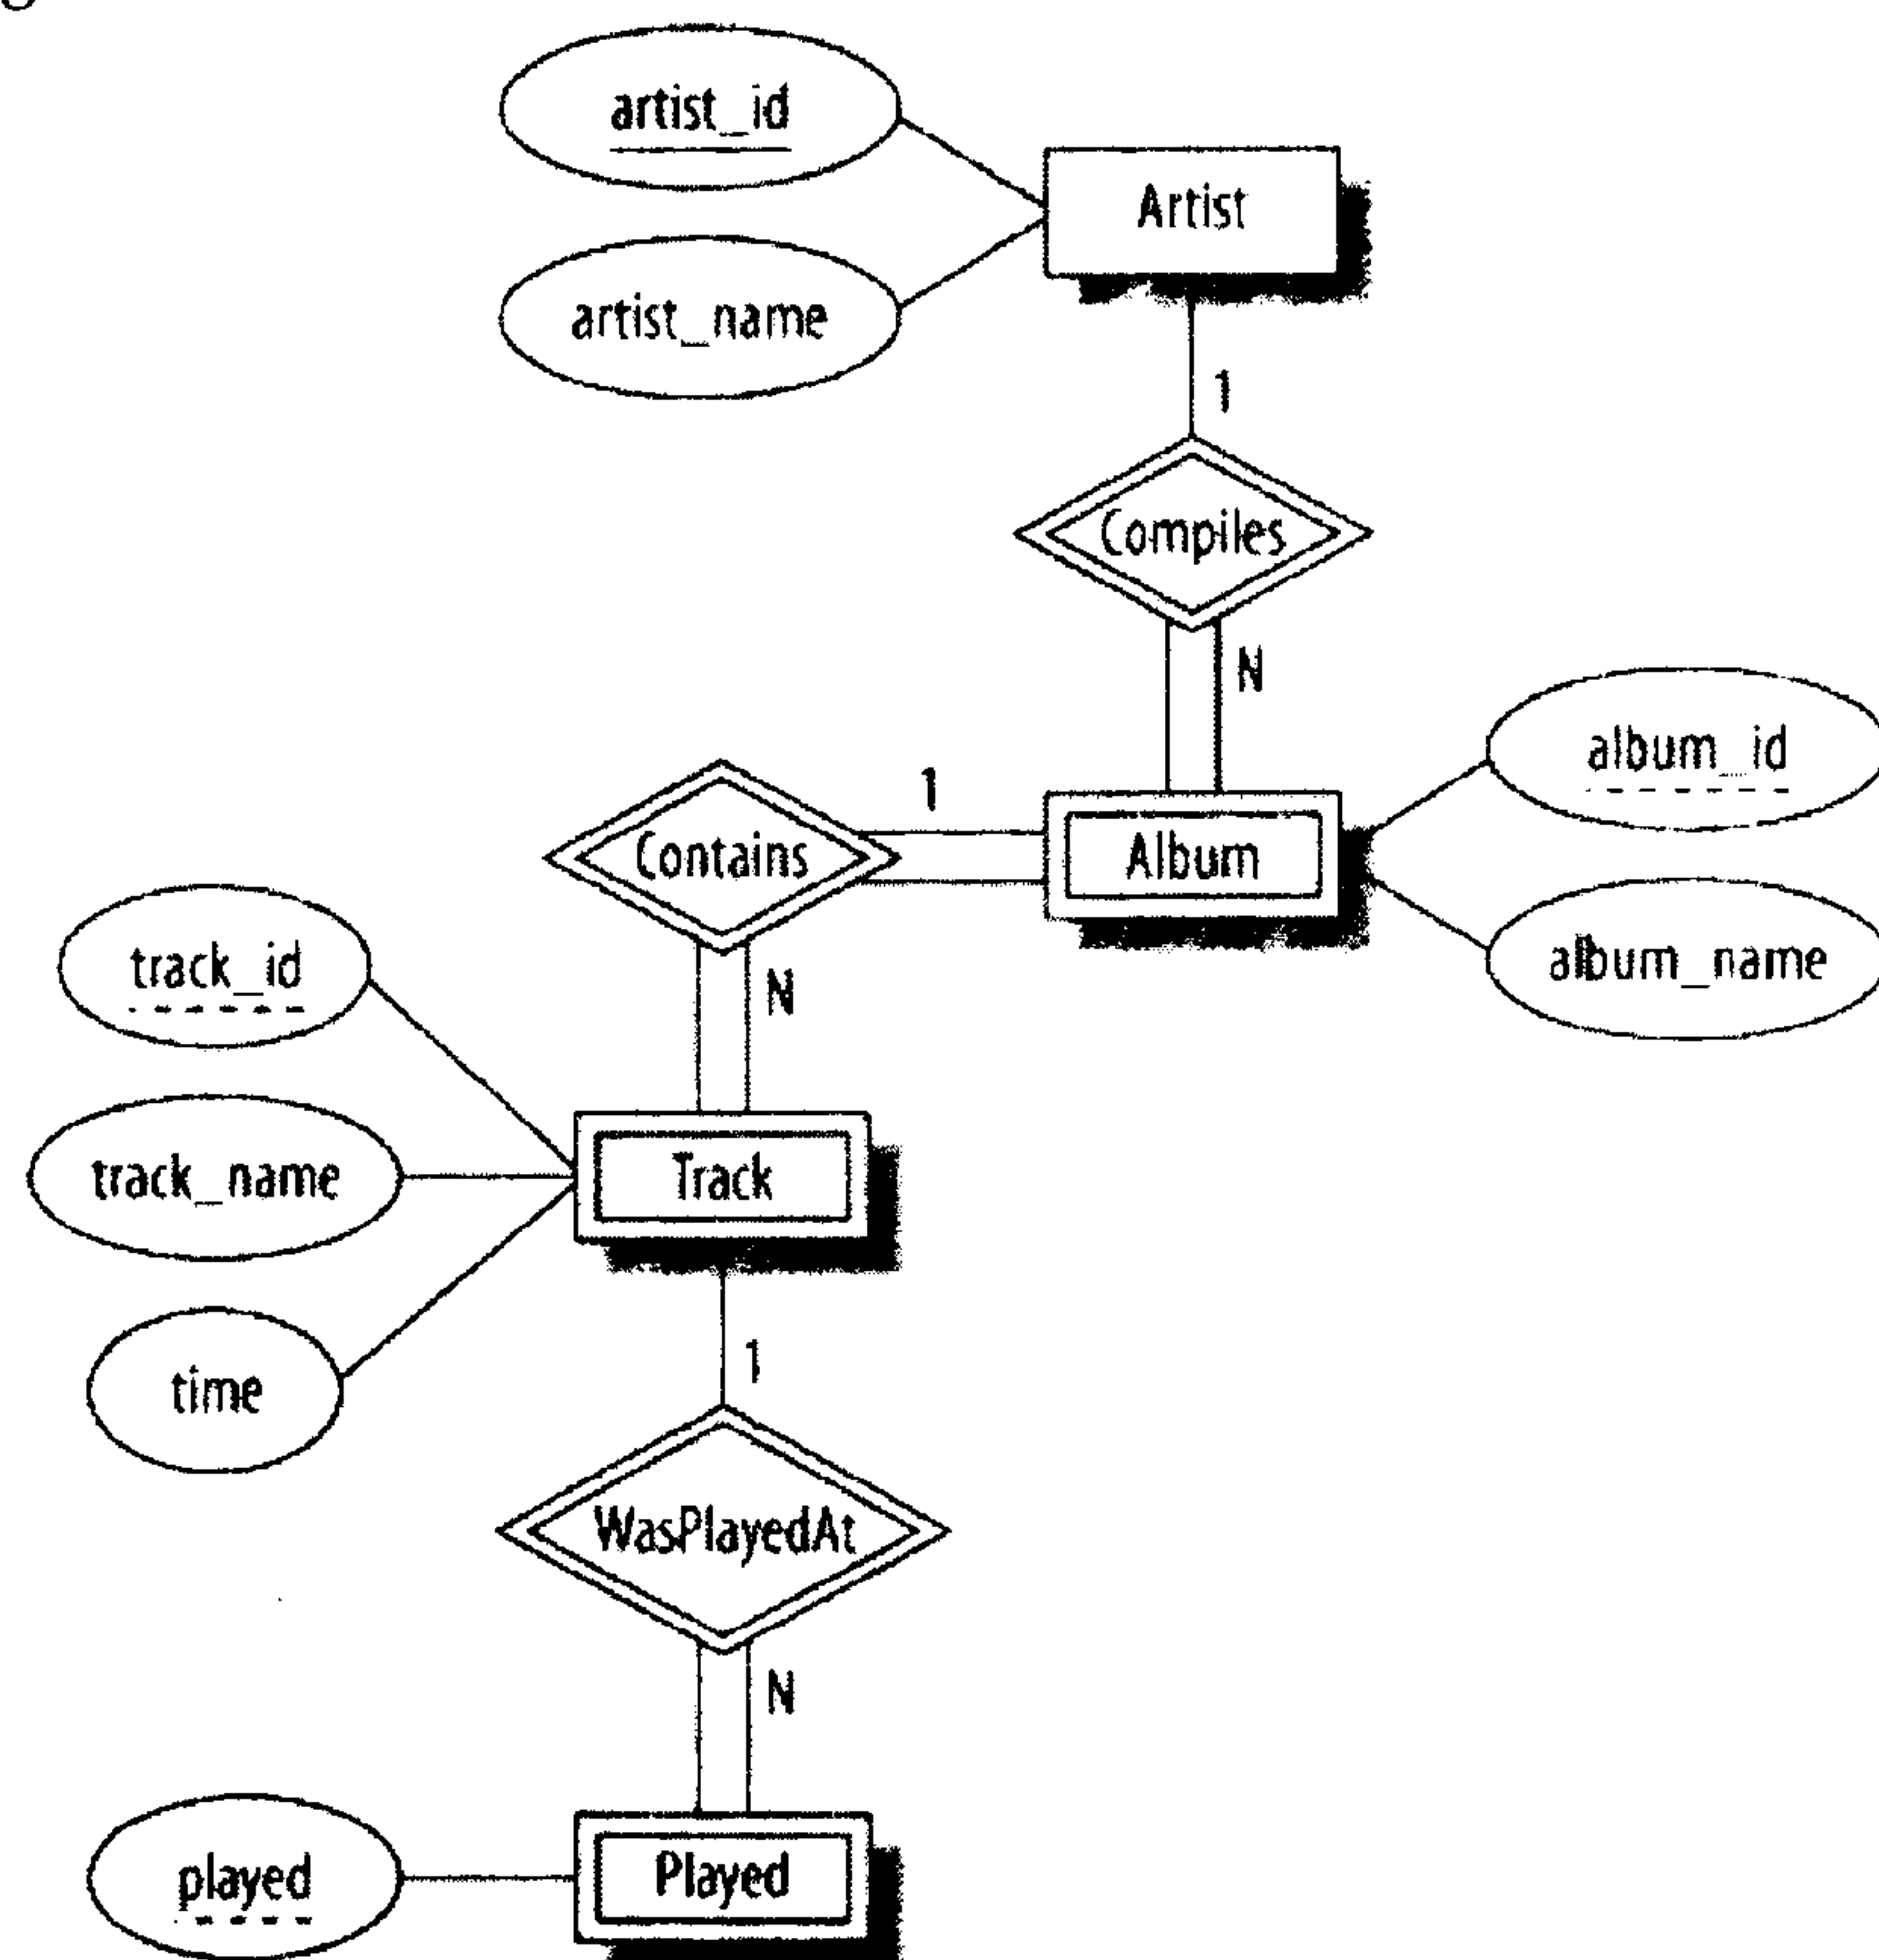 artist_id
Artist
artist_name
1
Compiles
N
album_id
1
Contains
Album
album_name
track_id
N
track_name
Track
time
1
WasPlayedAt
N
played
Played